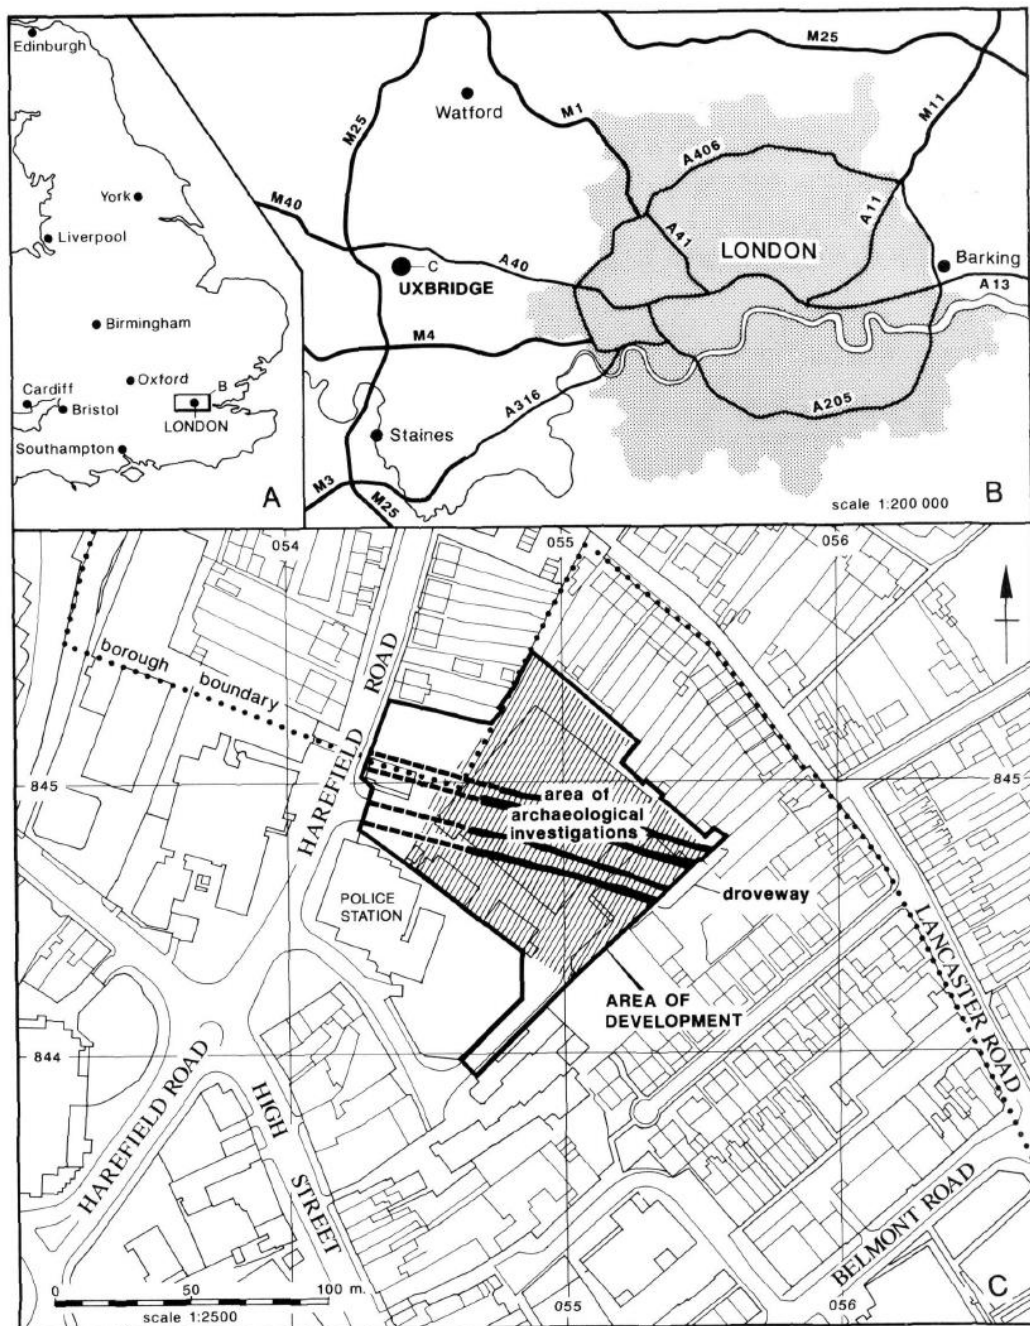 Edinburgh
York
Liverpool
Birmingham
Oxford
Cardiff
Bristol
B
LONDON
Southampton
A
M25
M25
Watford
M1
M11
A406
M40
A41
A11
LONDON
Barking
A40
C
UXBRIDGE
A13
M4
A316
A205
Staines
M3
M25
B
scale 1:200 000
054
055
056
borough
boundary
HAREFIELD ROAD
845
845
area of
archaeological
investigations
droveway
POLICE
STATION
AREA OF
DEVELOPMENT
LANCASTER ROAD
844
HAREFIELD ROAD
HIGH STREET
BELMONT ROAD
0 50 100 m.
scale 1:2500
055
056
C